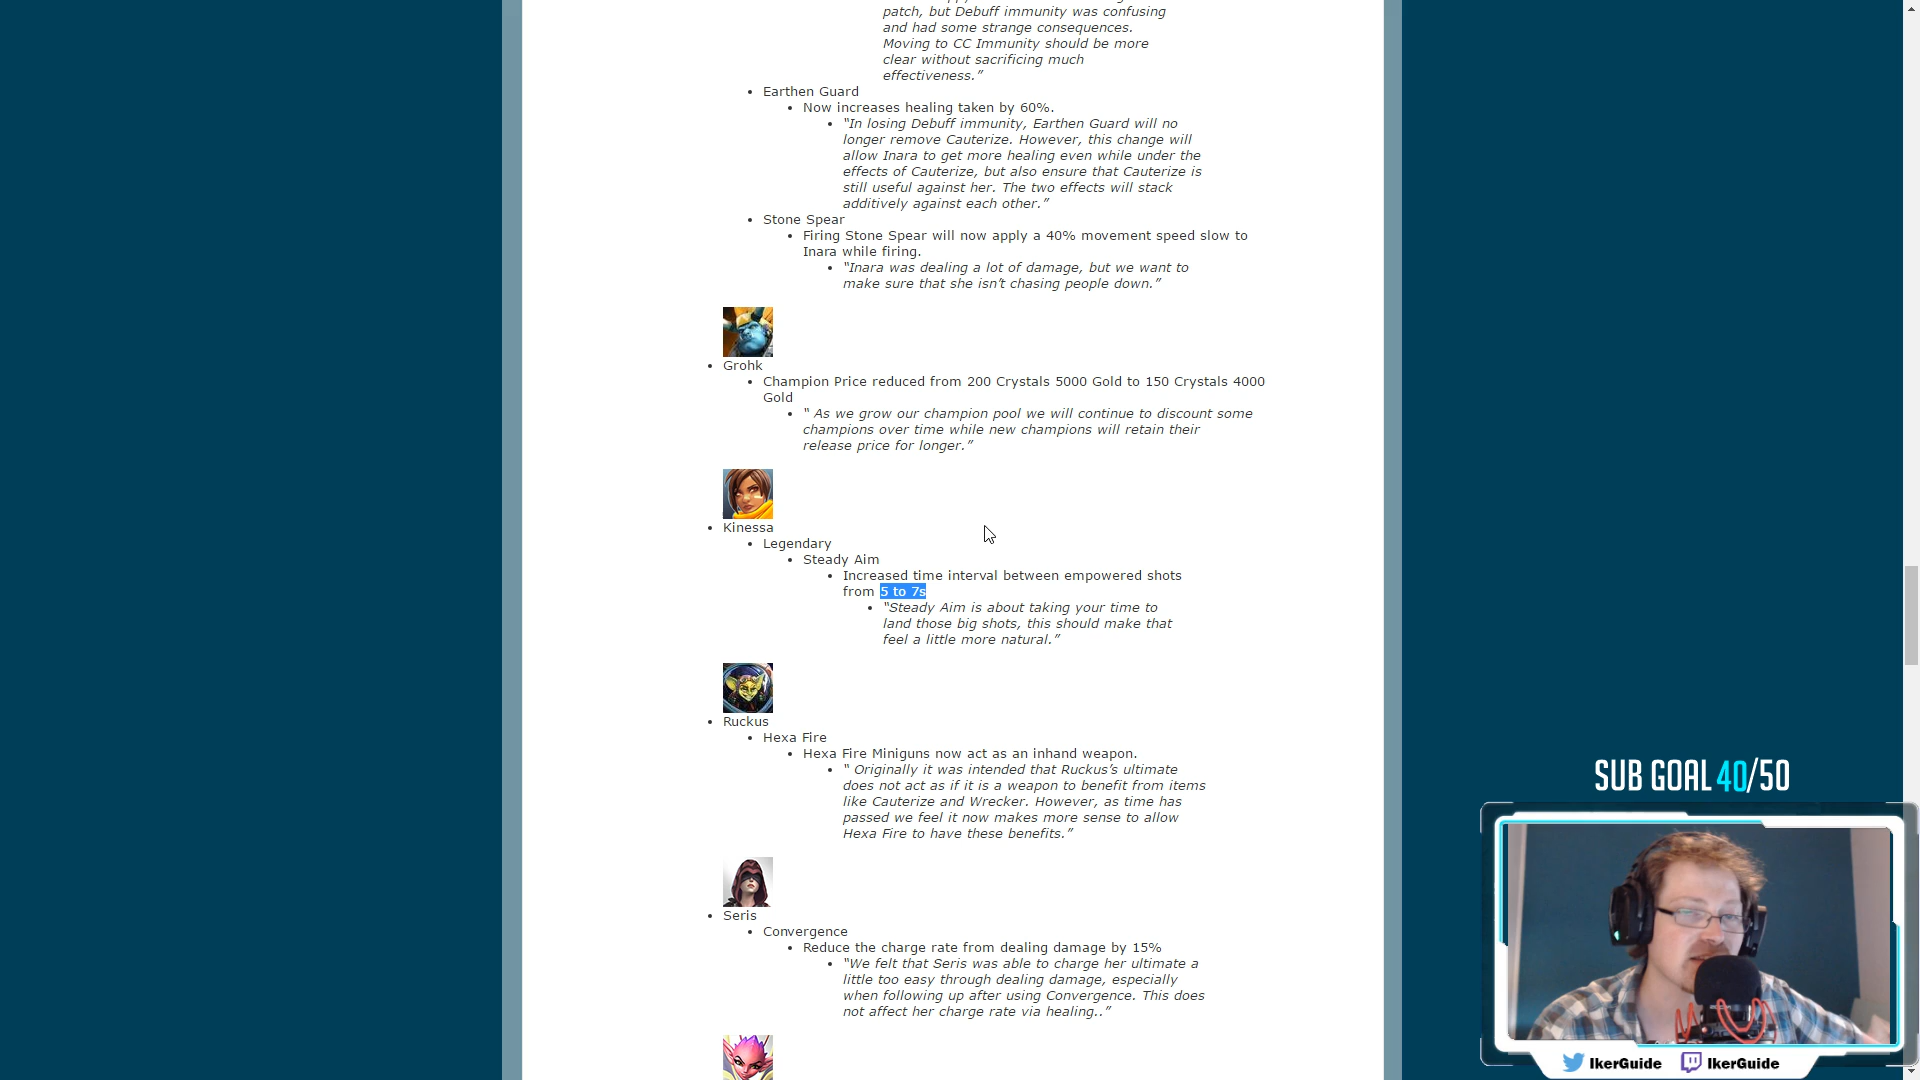 patch, but Debuff immunity was confusing
and had some strange consequences.
Moving to CC Immunity should be more
clear without sacrificing much
effectiveness.”
Earthen Guard
Now increases healing taken by 60%.
“In losing Debuff immunity, Earthen Guard will no
longer remove Cauterize. However, this change will
allow Inara to get more healing even while under the
effects of Cauterize, but also ensure that Cauterize is
still useful against her. The two effects will stack
additively against each other.”
Stone Spear
Firing Stone Spear will now apply a 40% movement speed slow to
Inara while firing.
“Inara was dealing a lot of damage, but we want to
make sure that she isn’t chasing people down.”
Grohk
Champion Price reduced from 200 Crystals 5000 Gold to 150 Crystals 4000
Gold
“ As we grow our champion pool we will continue to discount some
champions over time while new champions will retain their
release price for longer.”
Kinessa
Legendary
Steady Aim
Increased time interval between empowered shots
from 5 to 7s
“Steady Aim is about taking your time to
land those big shots, this should make that
feel a little more natural.”
Ruckus
Hexa Fire
Hexa Fire Miniguns now act as an inhand weapon.
“ Originally it was intended that Ruckus’s ultimate
does not act as if it is a weapon to benefit from items
like Cauterize and Wrecker. However, as time has
passed we feel it now makes more sense to allow
Hexa Fire to have these benefits.”
Seris
Convergence
Reduce the charge rate from dealing damage by 15%
“We felt that Seris was able to charge her ultimate a
little too easy through dealing damage, especially
when following up after using Convergence. This does
not affect her charge rate via healing..”
SUB GOAL 40/50
IkerGuide IkerGuide